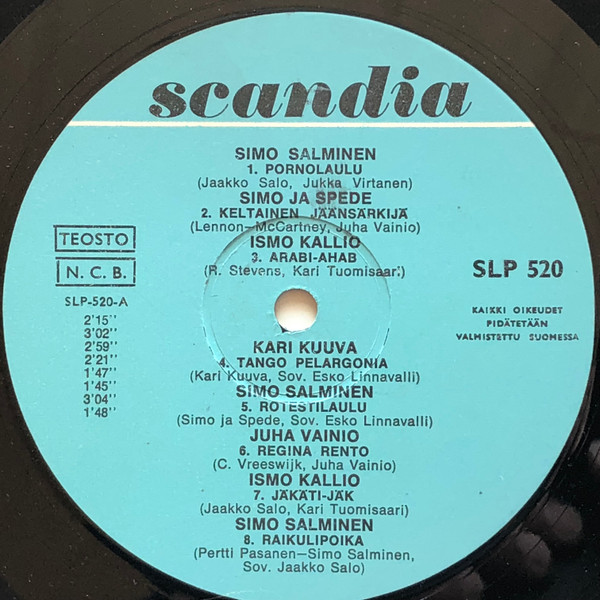 scandia
SIMO SALMINEN
1. PORNOLAULU
(Jaakko Salo, Jukka Virtanen)
SIMO JA SPEDE
2. KELTAINEN JÄÄNSÄRKIJÄ
(Lennon–McCartney, Juha Vainio)
ISMO KALLIO
3. ARABI-AHAB
(R. Stevens, Kari Tuomisaari)
TEOSTO
N. C. B.
SLP-520-A
2'15''
3'02''
2'59''
2'21''
1'47''
1'45''
3'04''
1'48''
SLP 520
KAIKKI OIKEUDET
PIDÄTETÄÄN
VALMISTETTU SUOMESSA
KARI KUUVA
4. TANGO PELARGONIA
(Kari Kuuva, Sov. Esko Linnavalli)
SIMO SALMINEN
5. ROTESTILAULU
(Simo ja Spede, Sov. Esko Linnavalli)
JUHA VAINIO
6. REGINA RENTO
(C. Vreeswijk, Juha Vainio)
ISMO KALLIO
7. JÄKÄTI-JÄK
(Jaakko Salo, Kari Tuomisaari)
SIMO SALMINEN
8. RAIKULIPOIKA
(Pertti Pasanen–Simo Salminen,
Sov. Jaakko Salo)